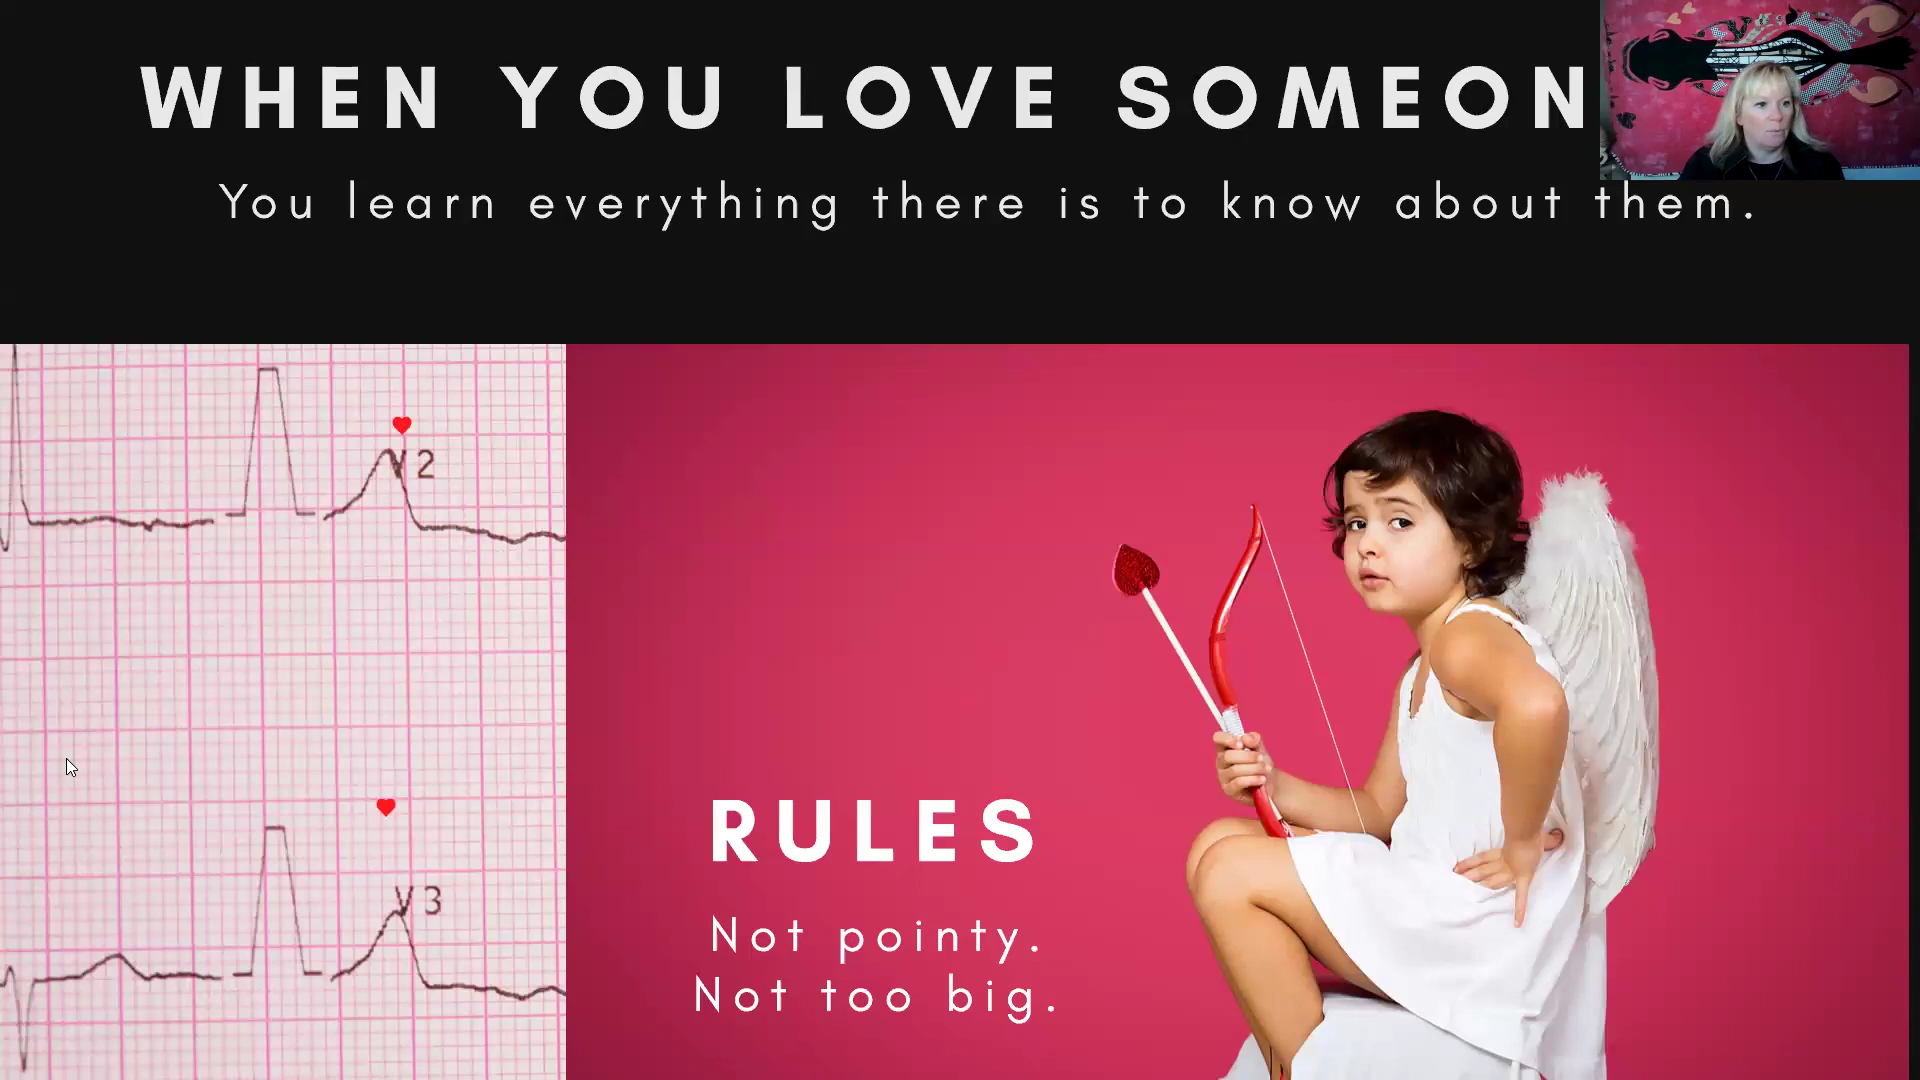 WHEN YOU LOVE SOMEON
You learn everything there is to know about them.
V2
V3
RULES
Not pointy.
Not too big.